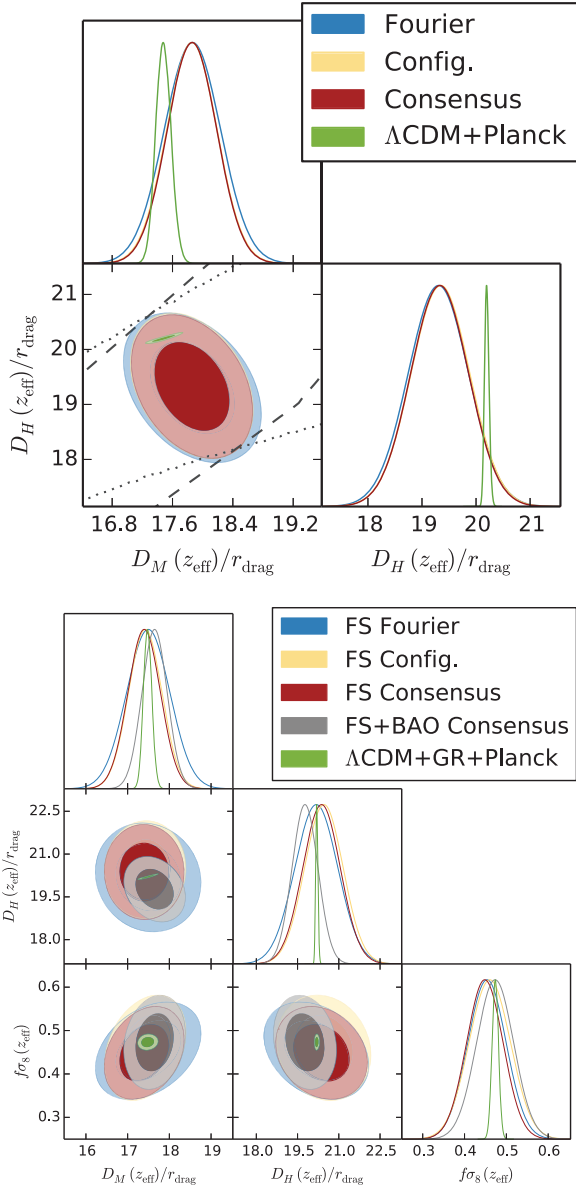 Fourier
Config.
Consensus
ΛCDM+Planck
21
20
19
18
D_H (z_eff)/r_drag
16.8 17.6 18.4 19.2
D_M (z_eff)/r_drag
18 19 20 21
D_H (z_eff)/r_drag
FS Fourier
FS Config.
FS Consensus
FS+BAO Consensus
ΛCDM+GR+Planck
22.5
21.0
19.5
18.0
D_H (z_eff)/r_drag
0.6
0.5
0.4
0.3
fσ_8 (z_eff)
16 17 18 19
D_M (z_eff)/r_drag
18.0 19.5 21.0 22.5
D_H (z_eff)/r_drag
0.3 0.4 0.5 0.6
fσ_8 (z_eff)